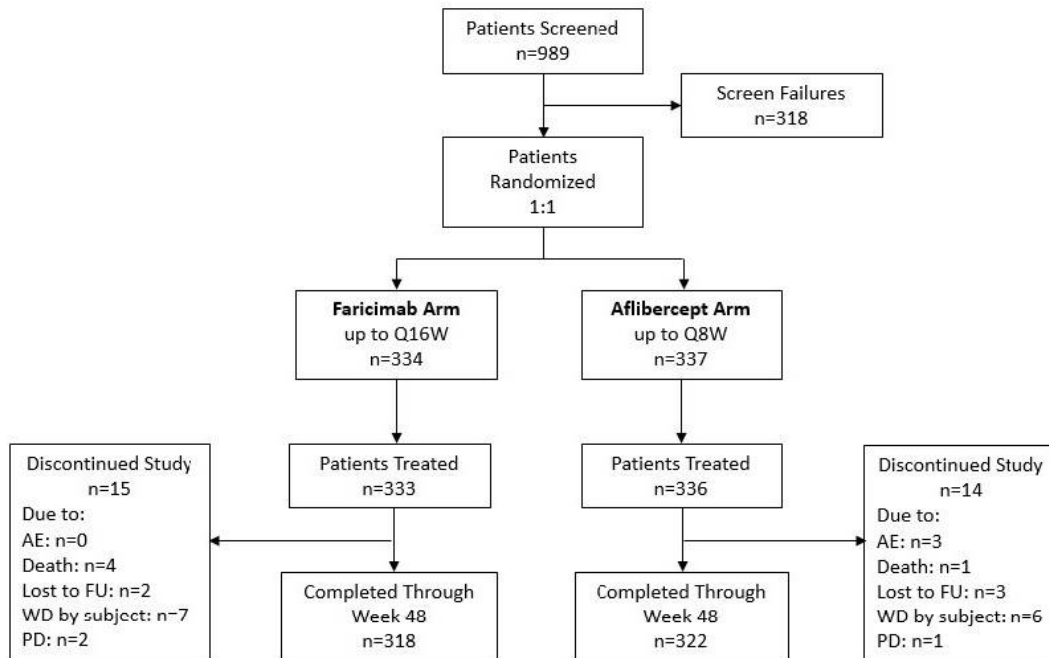 Patients Screened
n=989
Screen Failures
n=318
Patients
Randomized
1:1
Faricimab Arm
up to Q16W
n=334
Aflibercept Arm
up to Q8W
n=337
Patients Treated
n=333
Patients Treated
n=336
Discontinued Study
n=15
Due to:
AE: n=0
Death: n=4
Lost to FU: n=2
WD by subject: n=7
PD: n=2
Discontinued Study
n=14
Due to:
AE: n=3
Death: n=1
Lost to FU: n=3
WD by subject: n=6
PD: n=1
Completed Through
Week 48
n=318
Completed Through
Week 48
n=322